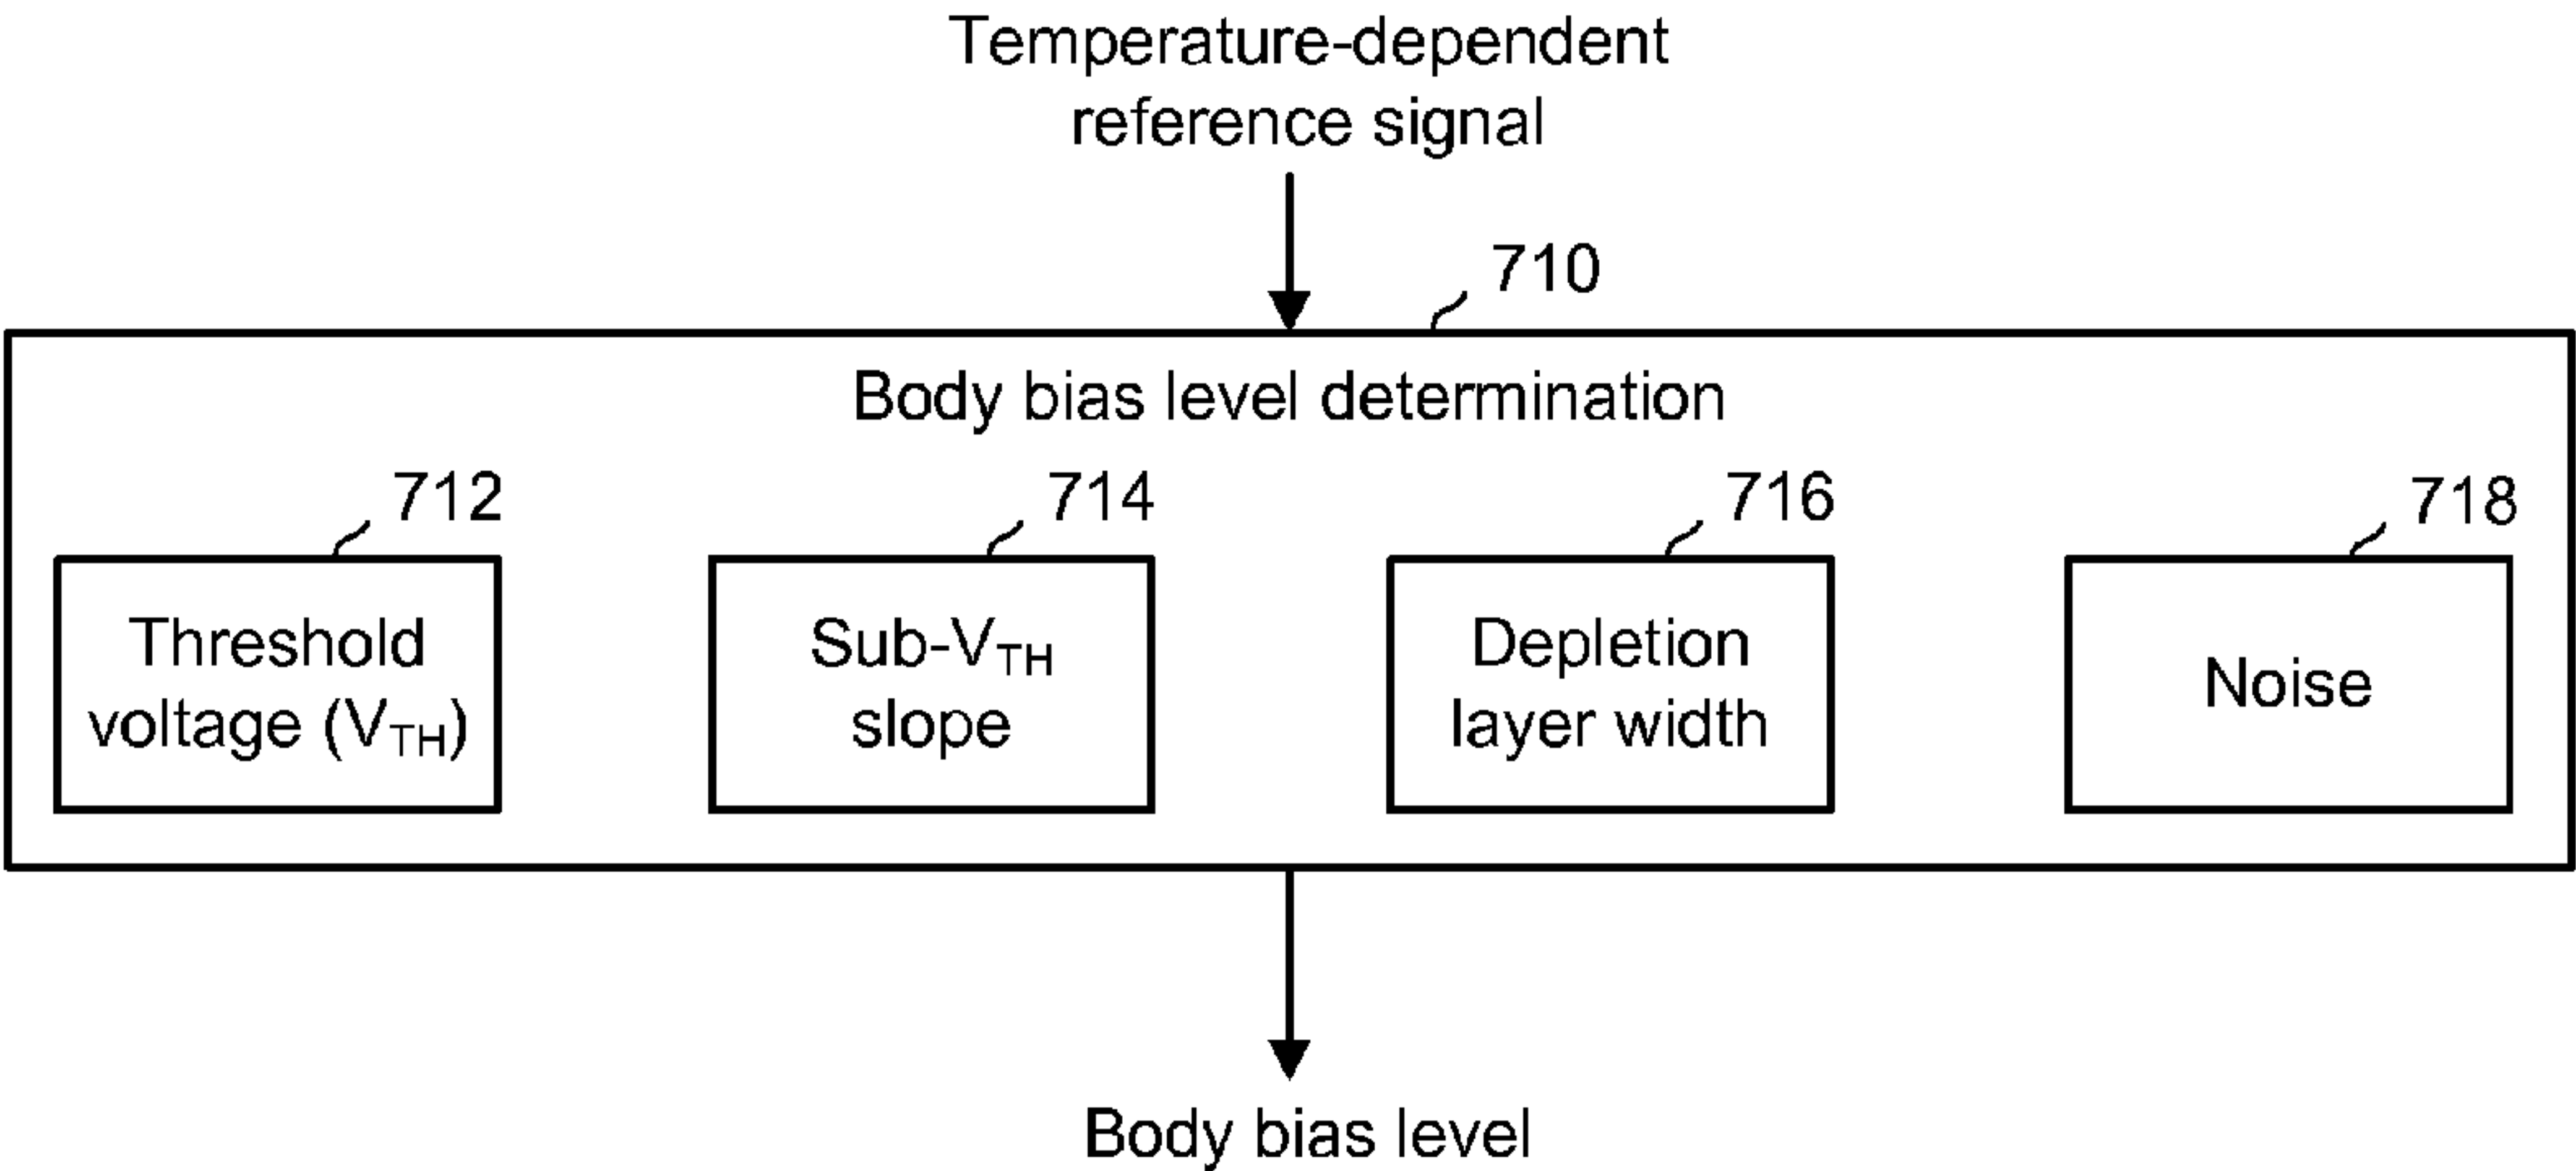 Temperature-dependent
reference signal
710
Body bias level determination
712
714
716
718
Threshold
voltage (VTH)
Sub-VTH
slope
Depletion
layer width
Noise
Body bias level